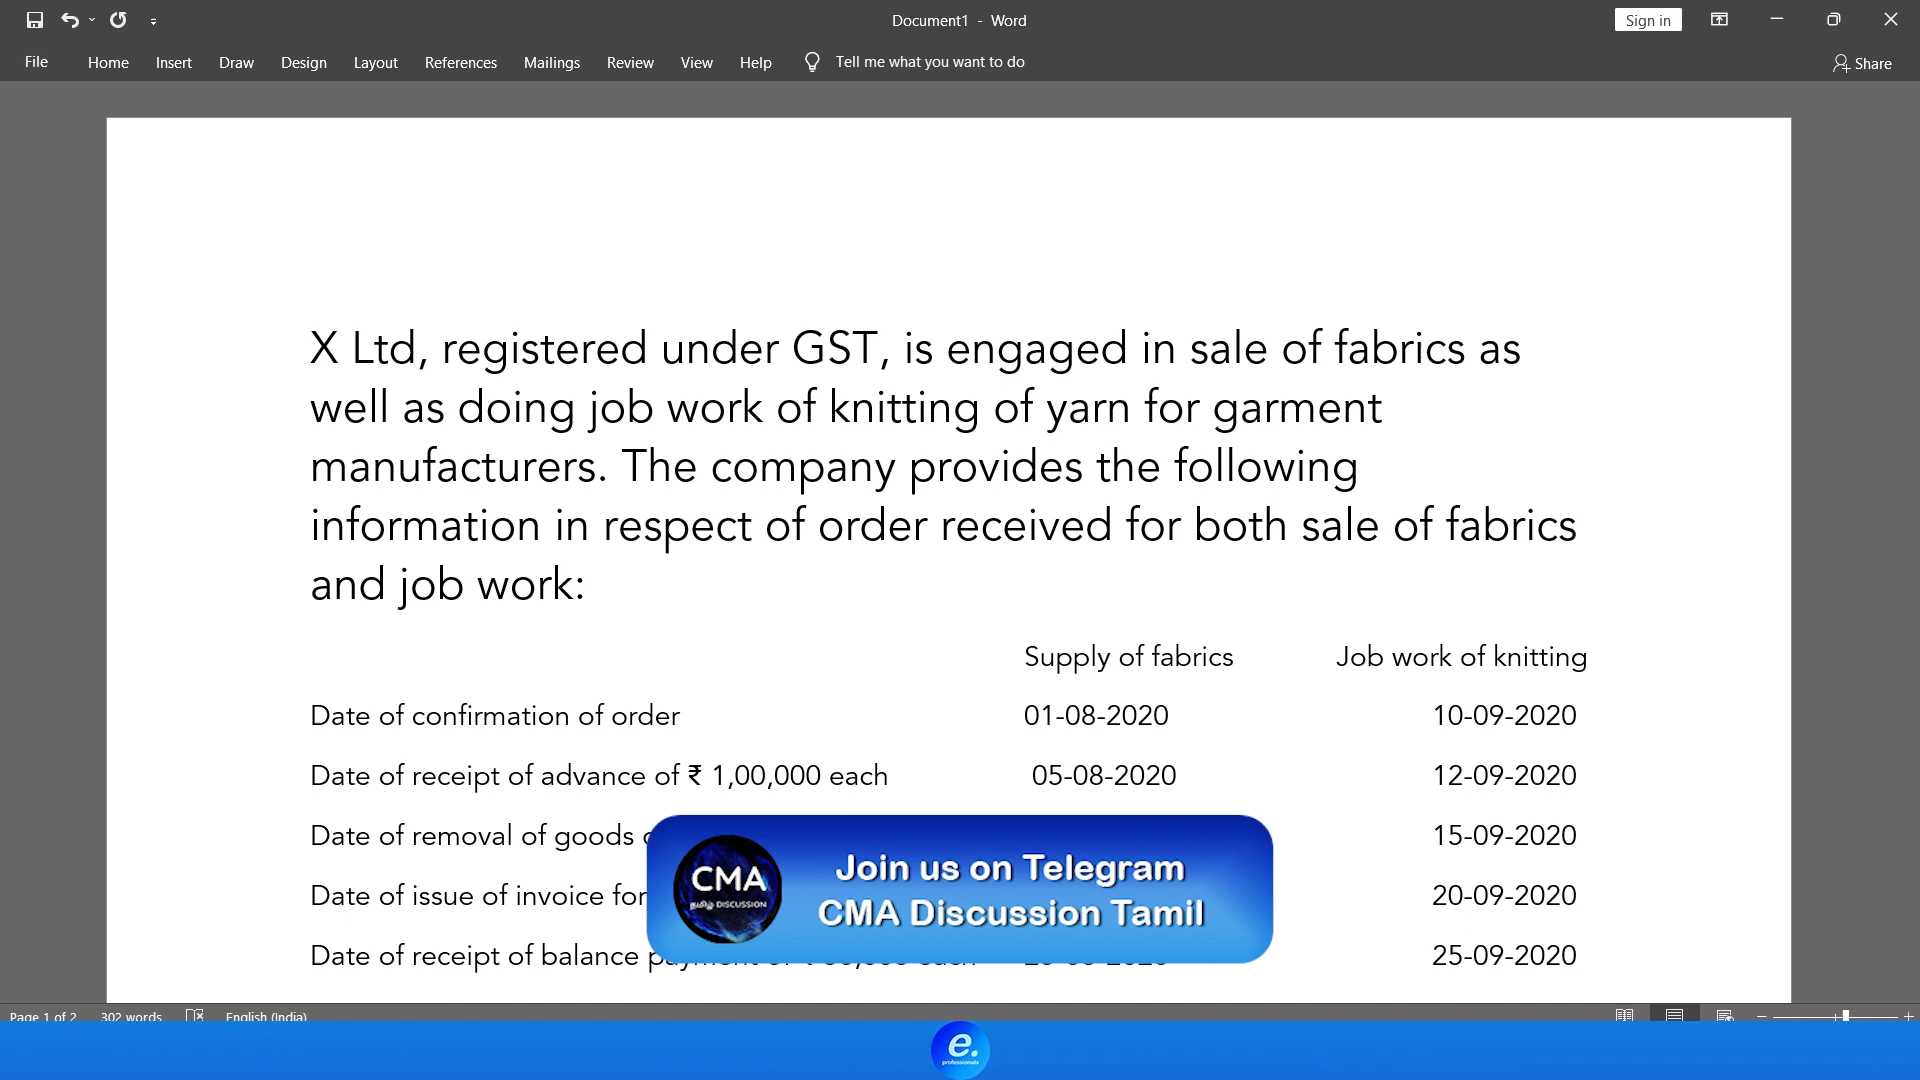 Document1 - Word
Sign in
File Home Insert Draw Design Layout References Mailings Review View Help Tell me what you want to do
Share
X Ltd, registered under GST, is engaged in sale of fabrics as
well as doing job work of knitting of yarn for garment
manufacturers. The company provides the following
information in respect of order received for both sale of fabrics
and job work:
Supply of fabrics Job work of knitting
Date of confirmation of order 01-08-2020 10-09-2020
Date of receipt of advance of ₹ 1,00,000 each 05-08-2020 12-09-2020
Date of removal of goods 15-09-2020
Date of issue of invoice for 20-09-2020
Date of receipt of balance 25-09-2020
CMA
தமிழ் DISCUSSION
Join us on Telegram
CMA Discussion Tamil
Page 1 of 2 302 words English (India)
e.
professionals